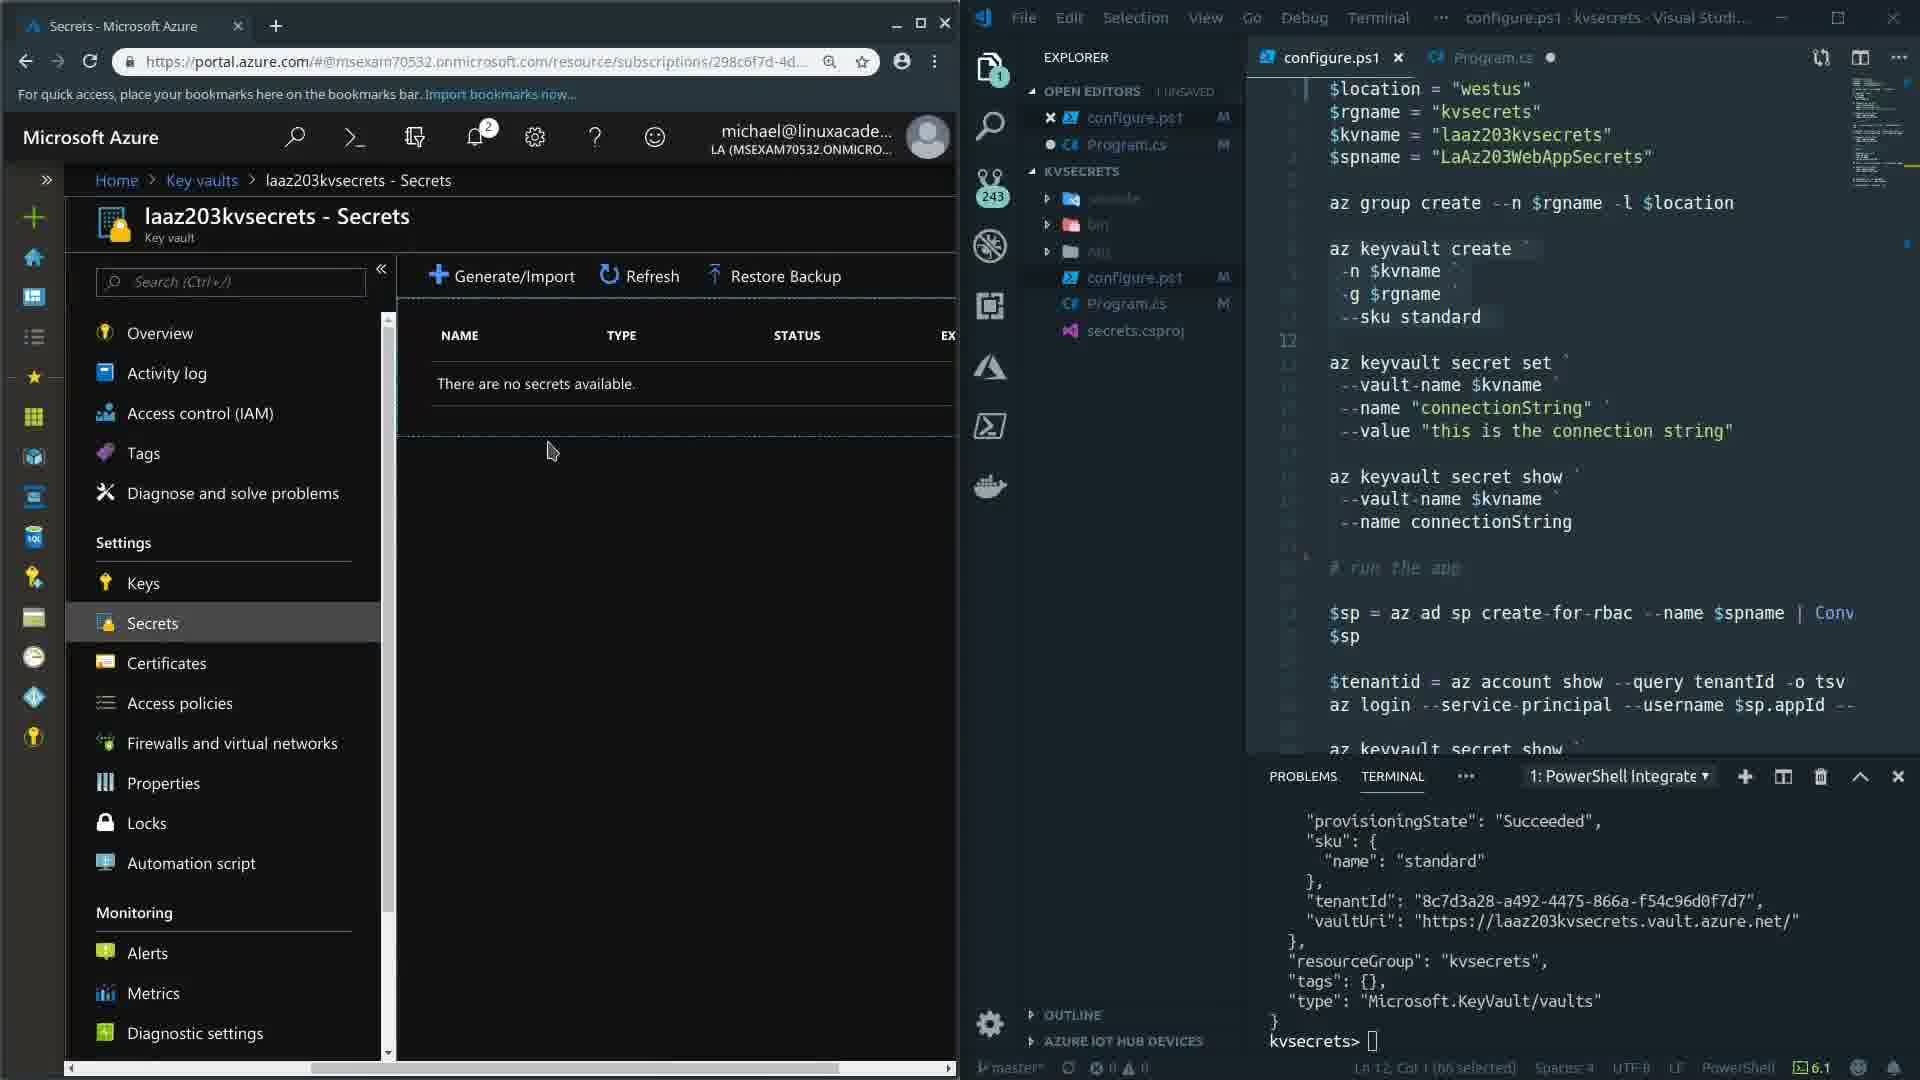 Secrets - Microsoft Azure
https://portal.azure.com/#@msexam70532.onmicrosoft.com/resource/subscriptions/298c6f7d-4d...
For quick access, place your bookmarks here on the bookmarks bar. Import bookmarks now...
Microsoft Azure
2
michael@linuxacade...
LA (MSEXAM70532.ONMICRO...
Home > Key vaults > laaz203kvsecrets - Secrets
laaz203kvsecrets - Secrets
Key vault
Search (Ctrl+/)
Overview
Activity log
Access control (IAM)
Tags
Diagnose and solve problems
Settings
Keys
Secrets
Certificates
Access policies
Firewalls and virtual networks
Properties
Locks
Automation script
Monitoring
Alerts
Metrics
Diagnostic settings
Generate/Import Refresh Restore Backup
NAME TYPE STATUS EX
There are no secrets available.
File Edit Selection View Go Debug Terminal ··· configure.ps1 · kvsecrets - Visual Studi...
1
243
EXPLORER
OPEN EDITORS 1 UNSAVED
configure.ps1 M
Program.cs M
KVSECRETS
.vscode
bin
obj
configure.ps1 M
Program.cs M
secrets.csproj
OUTLINE
AZURE IOT HUB DEVICES
configure.ps1 Program.cs
$location = "westus"
$rgname = "kvsecrets"
$kvname = "laaz203kvsecrets"
$spname = "LaAz203WebAppSecrets"
az group create --n $rgname -l $location
az keyvault create `
-n $kvname `
-g $rgname `
--sku standard
12
az keyvault secret set `
--vault-name $kvname `
--name "connectionString" `
--value "this is the connection string"
az keyvault secret show `
--vault-name $kvname `
--name connectionString
# run the app
$sp = az ad sp create-for-rbac --name $spname | Conv
$sp
$tenantid = az account show --query tenantId -o tsv
az login --service-principal --username $sp.appId --
az keyvault secret show `
PROBLEMS TERMINAL ··· 1: PowerShell Integrate
"provisioningState": "Succeeded",
"sku": {
"name": "standard"
},
"tenantId": "8c7d3a28-a492-4475-866a-f54c96d0f7d7",
"vaultUri": "https://laaz203kvsecrets.vault.azure.net/"
},
"resourceGroup": "kvsecrets",
"tags": {},
"type": "Microsoft.KeyVault/vaults"
}
kvsecrets>
master* 0 0 Ln 12, Col 1 (66 selected) Spaces: 4 UTF-8 LF PowerShell 6.1